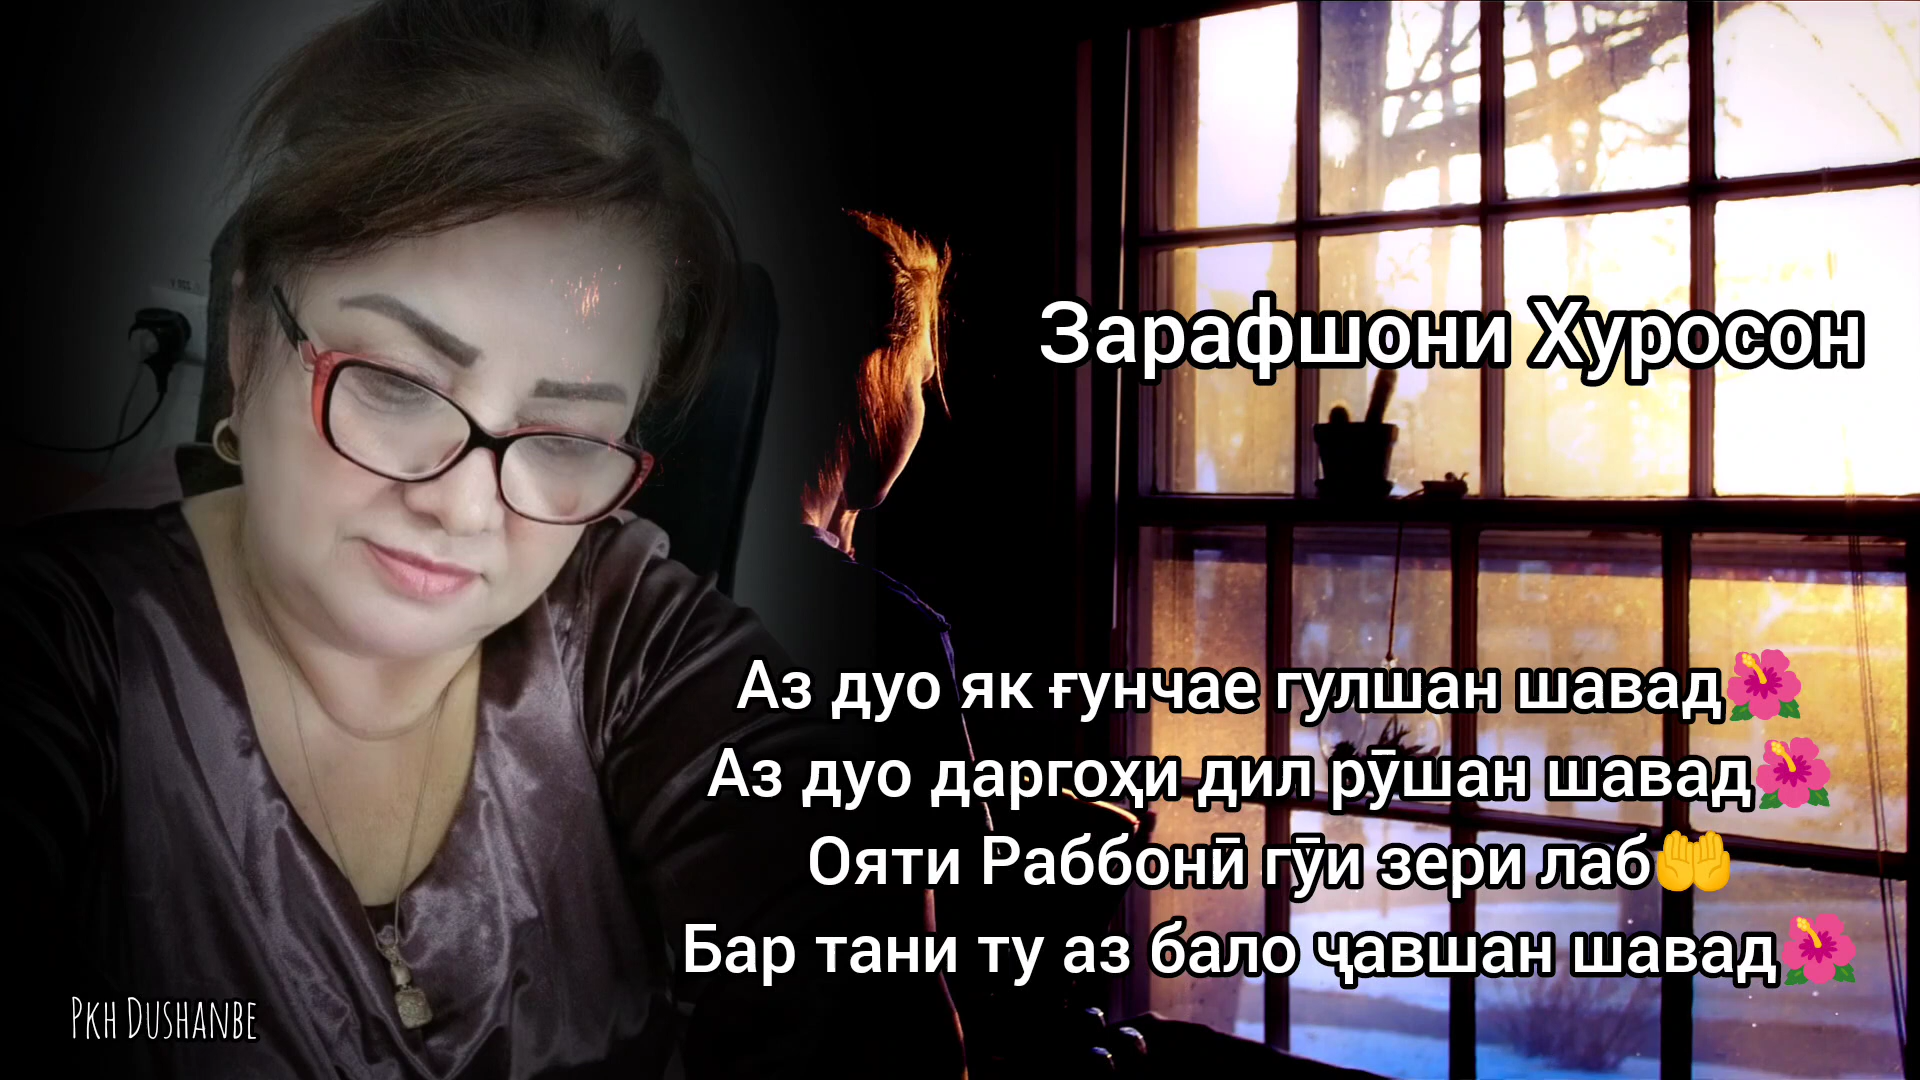 Зарафшони Хуросон
Аз дуо як ғунчае гулшан шавад🌺
Аз дуо даргоҳи дил рӯшан шавад🌺
Ояти Раббонӣ гӯи зери лаб🤲
Бар тани ту аз бало ҷавшан шавад🌺
Pkh Dushanbe